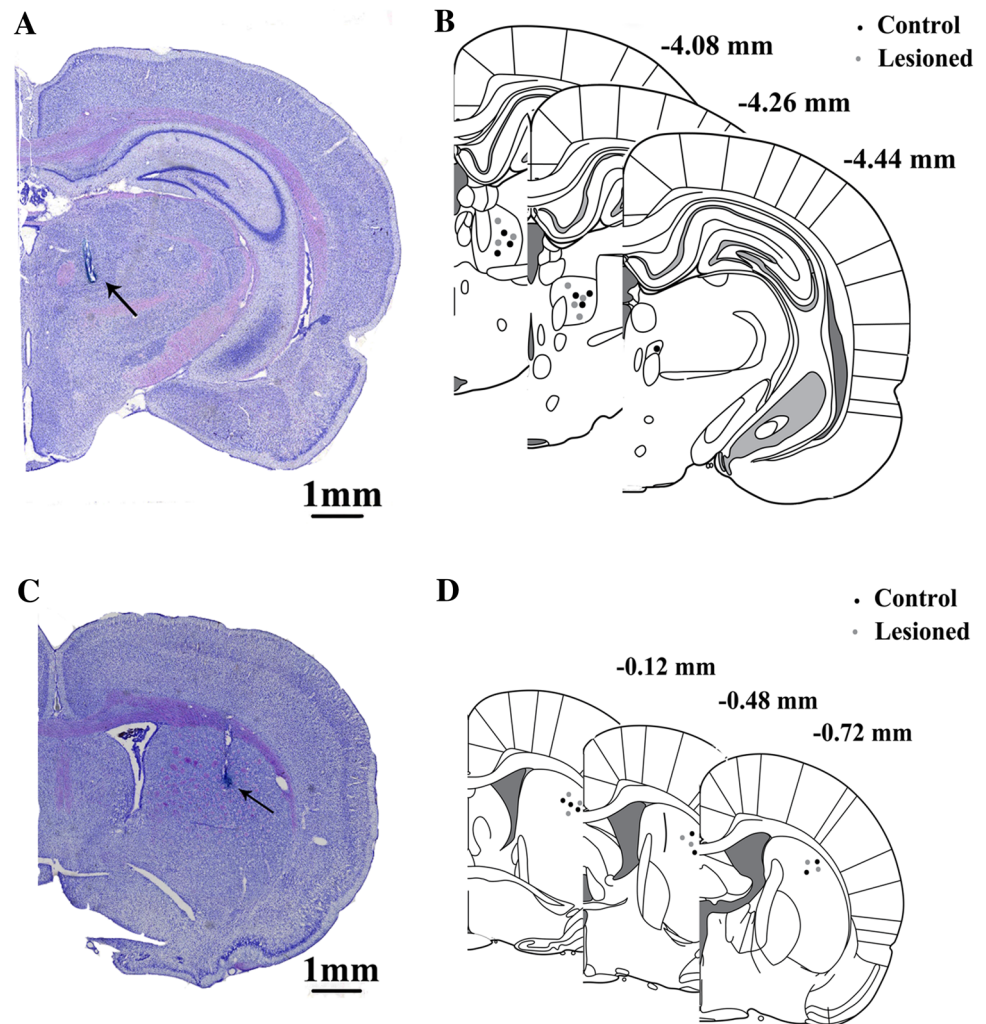 A
B
Control
Lesioned
-4.08 mm
-4.26 mm
-4.44 mm
1mm
C
D
Control
Lesioned
-0.12 mm
-0.48 mm
-0.72 mm
1mm